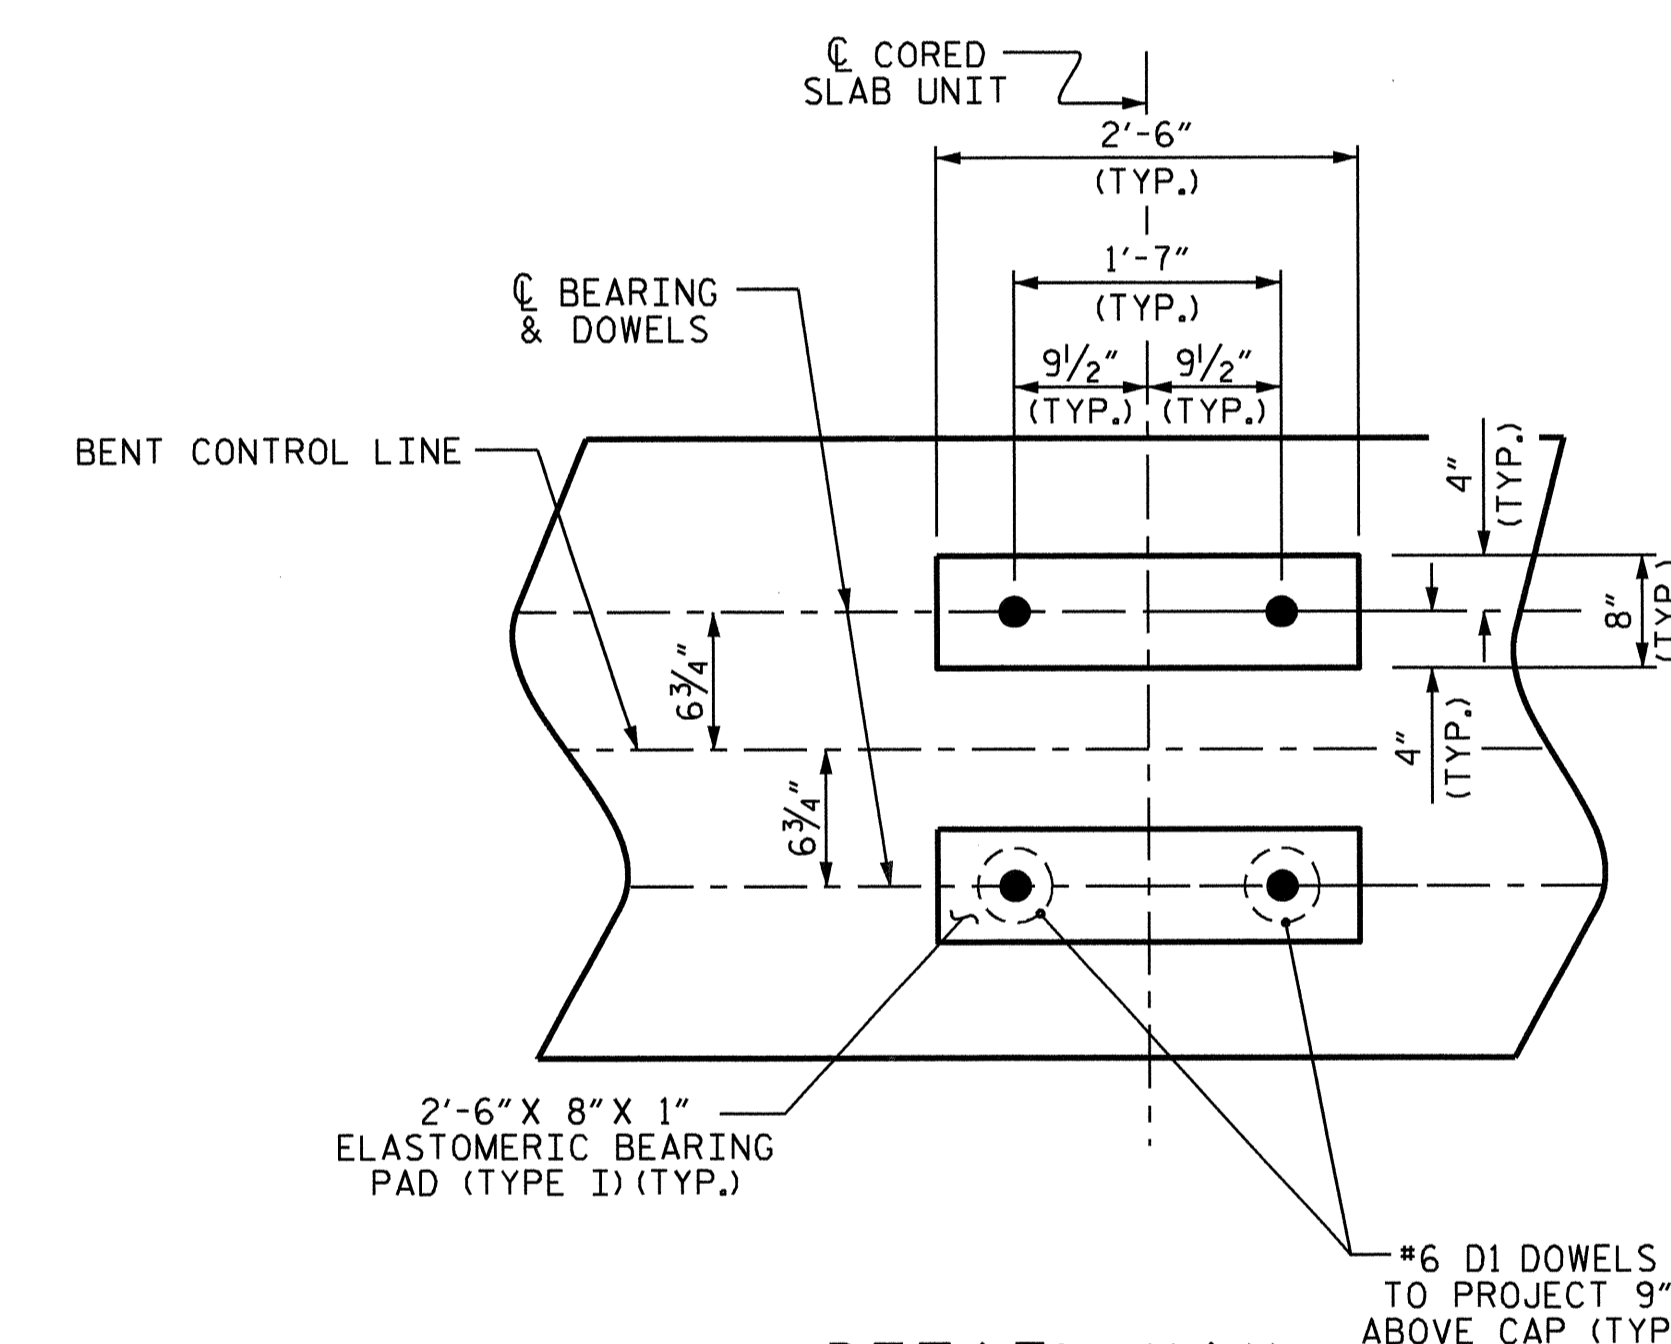 ℄ CORED
SLAB UNIT
2'-6"
(TYP.)
1'-7"
(TYP.)
℄ BEARING
& DOWELS
9½" 9½"
(TYP.) (TYP.)
BENT CONTROL LINE
4"
(TYP.)
8"
(TYP.)
6¾"
4"
(TYP.)
6¾"
2'-6" X 8" X 1"
ELASTOMERIC BEARING
PAD (TYPE I) (TYP.)
#6 D1 DOWELS
TO PROJECT 9"
ABOVE CAP (TYP